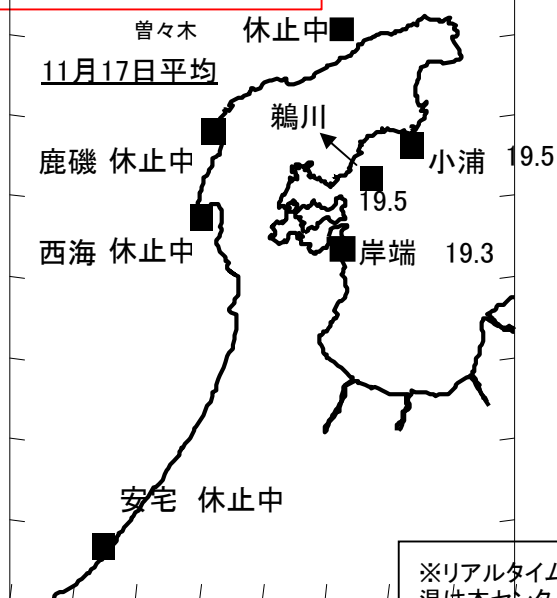 曽々木 休止中
11月17日平均
鵜川
鹿磯 休止中
小浦 19.5
19.5
西海 休止中
岸端 19.3
安宅 休止中
※リアルタイム